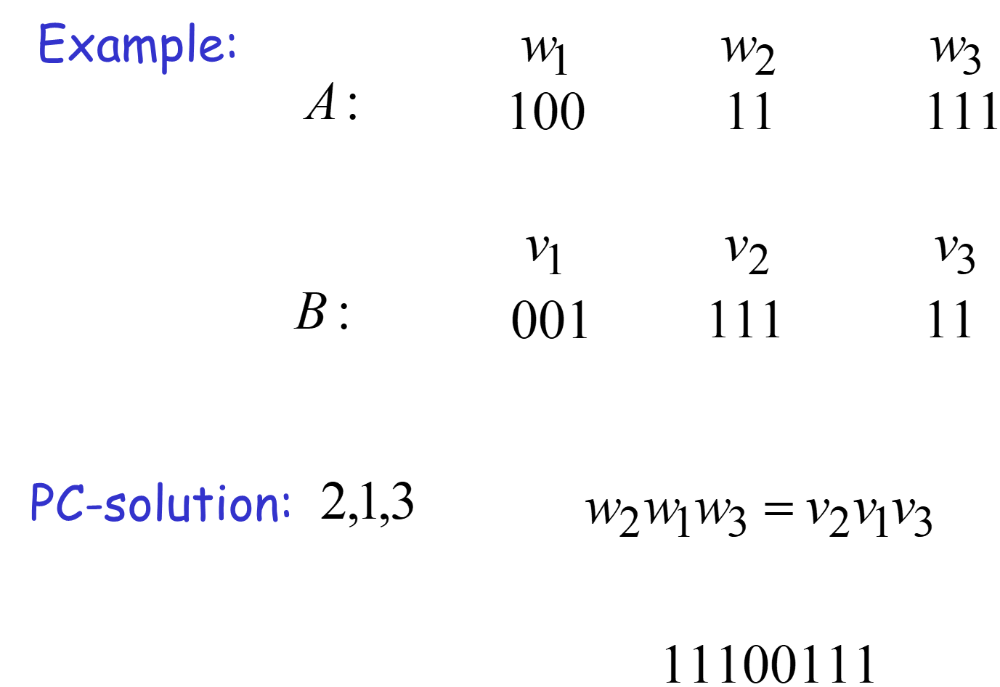 Example: w₁ w₂ w₃
A : 100 11 111
v₁ v₂ v₃
B : 001 111 11
PC-solution: 2,1,3 w₂w₁w₃ = v₂v₁v₃
11100111